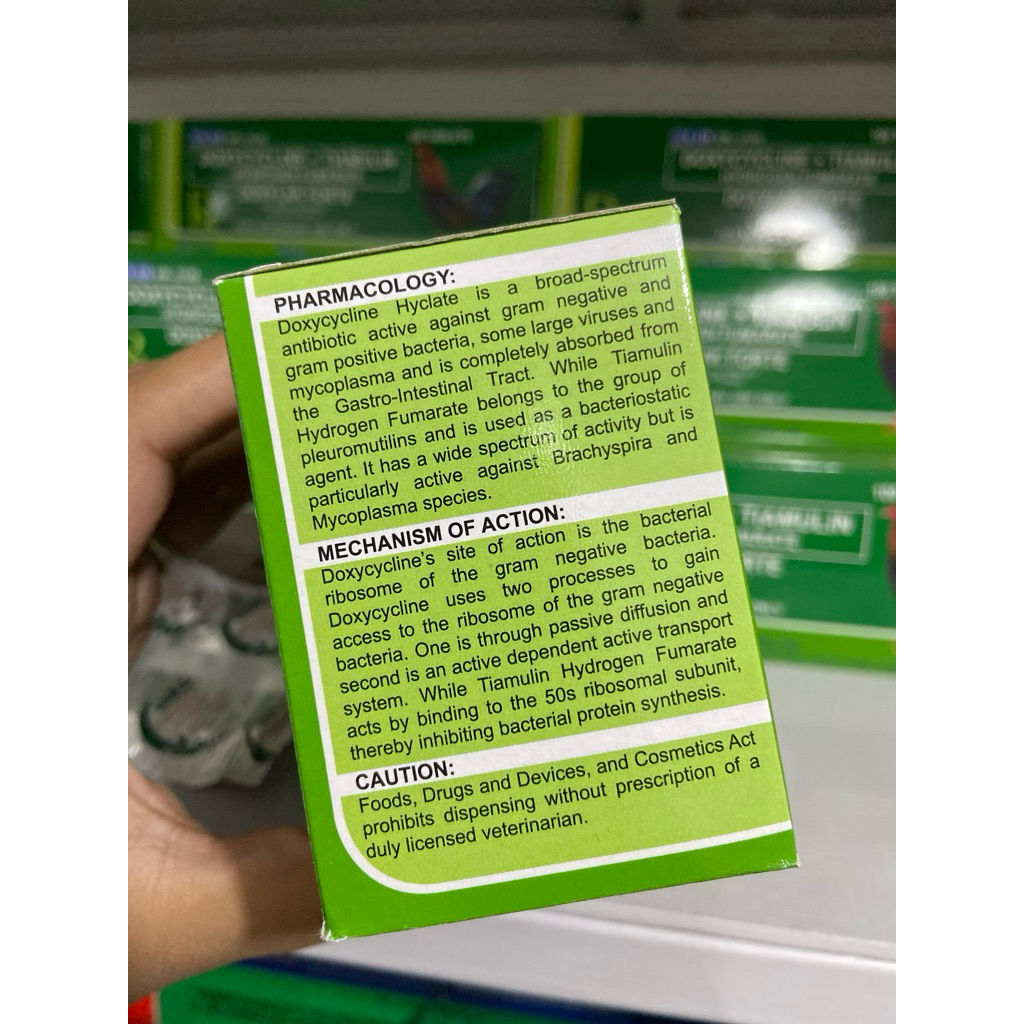 PHARMACOLOGY:
Doxycycline Hyclate is a broad-spectrum
antibiotic active against gram negative and
gram positive bacteria, some large viruses and
mycoplasma and is completely absorbed from
the Gastro-Intestinal Tract. While Tiamulin
Hydrogen Fumarate belongs to the group of
pleuromutilins and is used as a bacteriostatic
agent. It has a wide spectrum of activity but is
particularly active against Brachyspira and
Mycoplasma species.
MECHANISM OF ACTION:
Doxycycline's site of action is the bacterial
ribosome of the gram negative bacteria.
Doxycycline uses two processes to gain
access to the ribosome of the gram negative
bacteria. One is through passive diffusion and
second is an active dependent active transport
system. While Tiamulin Hydrogen Fumarate
acts by binding to the 50s ribosomal subunit,
thereby inhibiting bacterial protein synthesis.
CAUTION:
Foods, Drugs and Devices, and Cosmetics Act
prohibits dispensing without prescription of a
duly licensed veterinarian.
DOXYCYCLINE + TIAMULIN
TIAMULIN